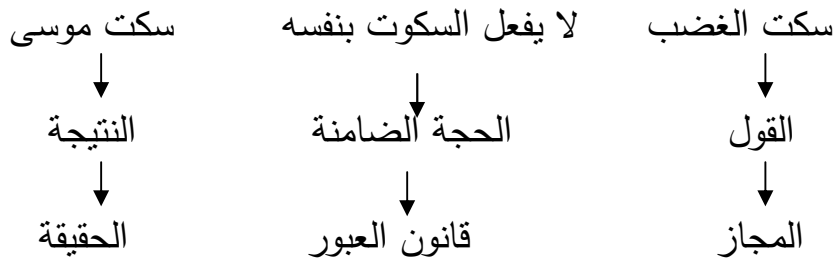 سكت الغضب لا يفعل السكوت بنفسه سكت موسى
القول الحجة الضامنة النتيجة
المجاز قانون العبور الحقيقة